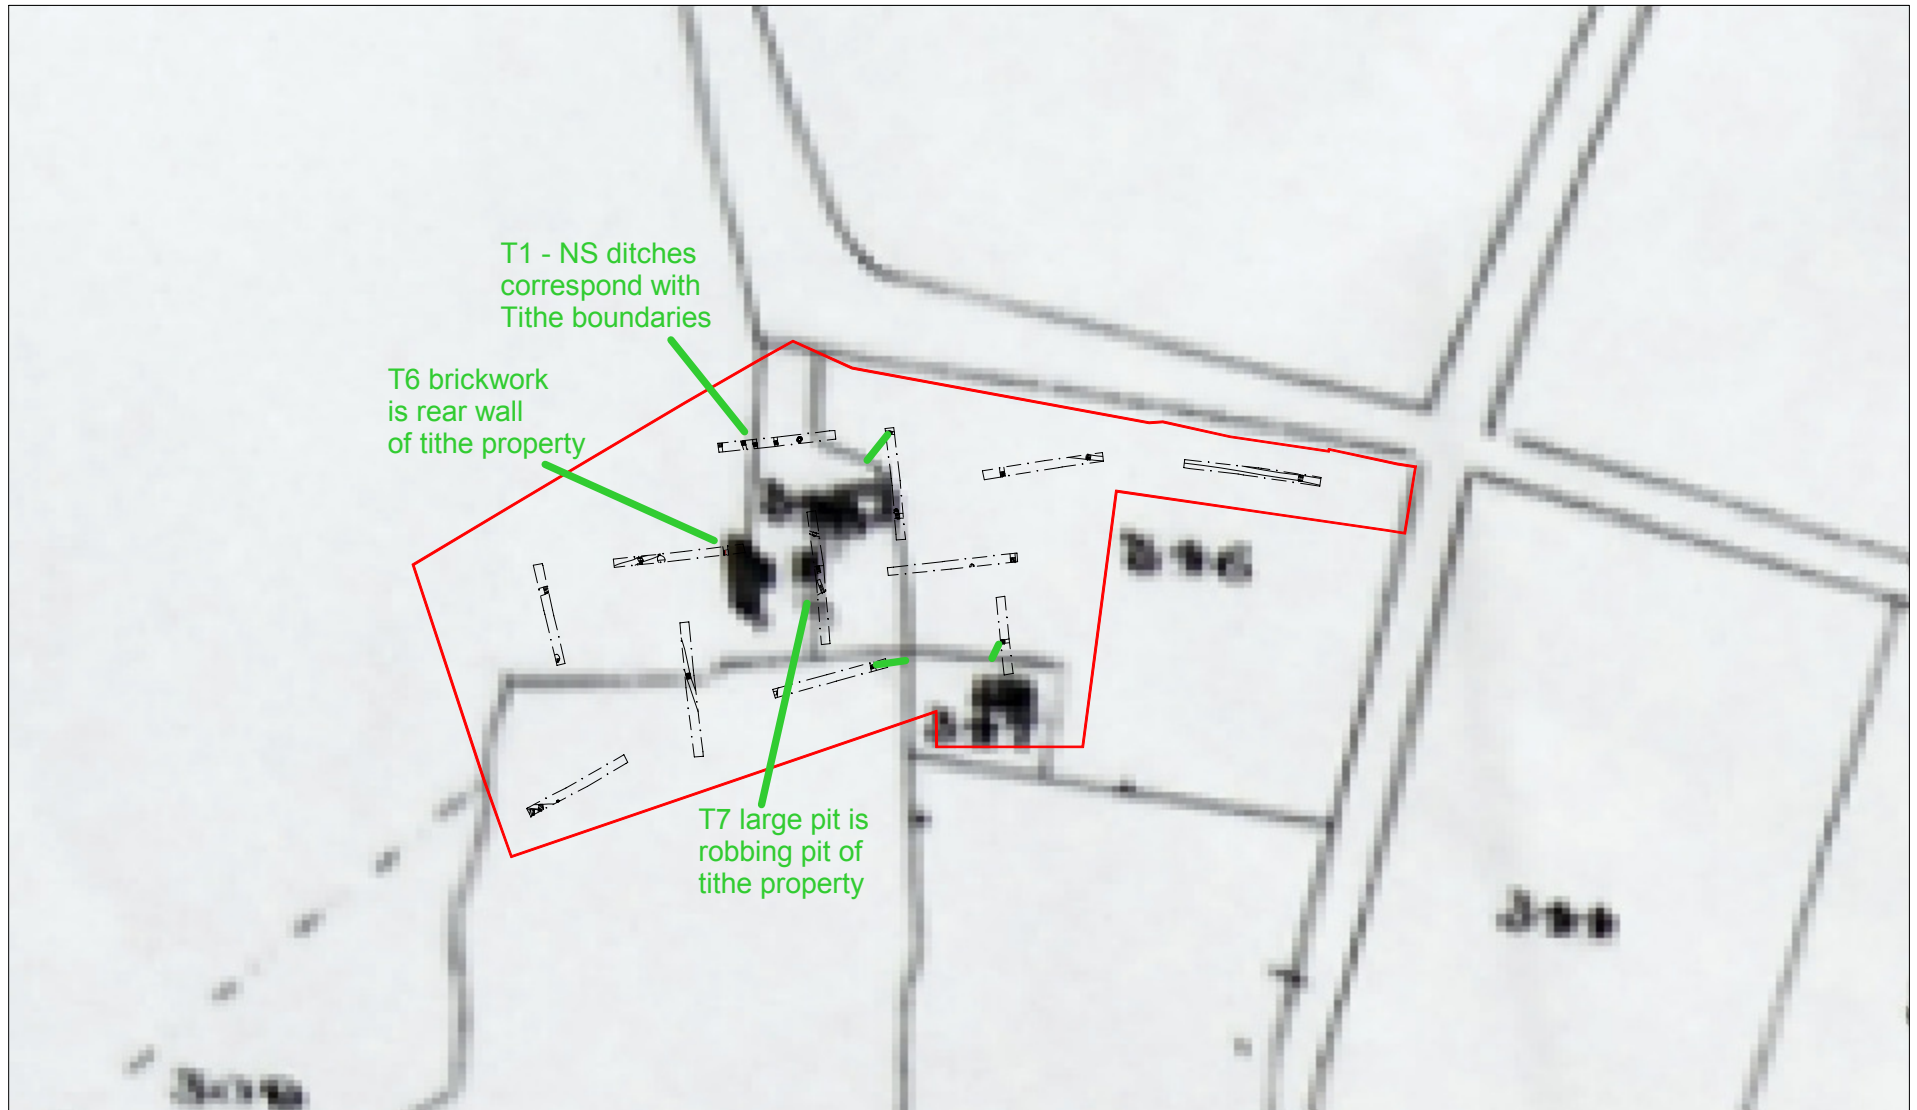 T1 - NS ditches
correspond with
Tithe boundaries
T6 brickwork
is rear wall
of tithe property
T7 large pit is
robbing pit of
tithe property